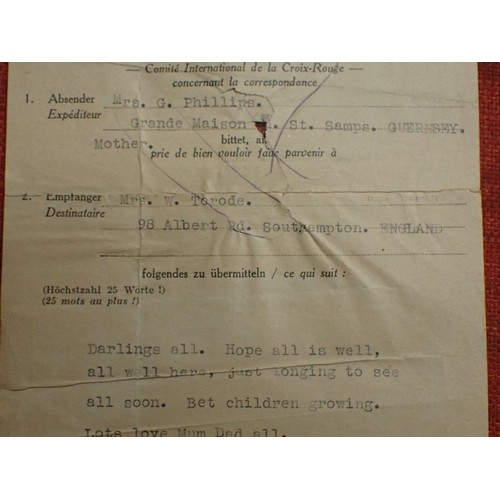 — Comité International de la Croix-Rouge —
concernant la correspondance
1. Absender Mrs. G. Phillips.
Expéditeur Grande Maison St. Samps. GUERNSEY.
Mother. bittet, an
prie de bien vouloir faire parvenir à
2. Empfänger Mrs. W. Torode.
Destinataire 98 Albert Rd. Southampton. ENGLAND
folgendes zu übermitteln / ce qui suit :
(Höchstzahl 25 Worte !)
(25 mots au plus !)
Darlings all. Hope all is well,
all well here, just longing to see
all soon. Bet children growing.
Lots love Mum Dad all.